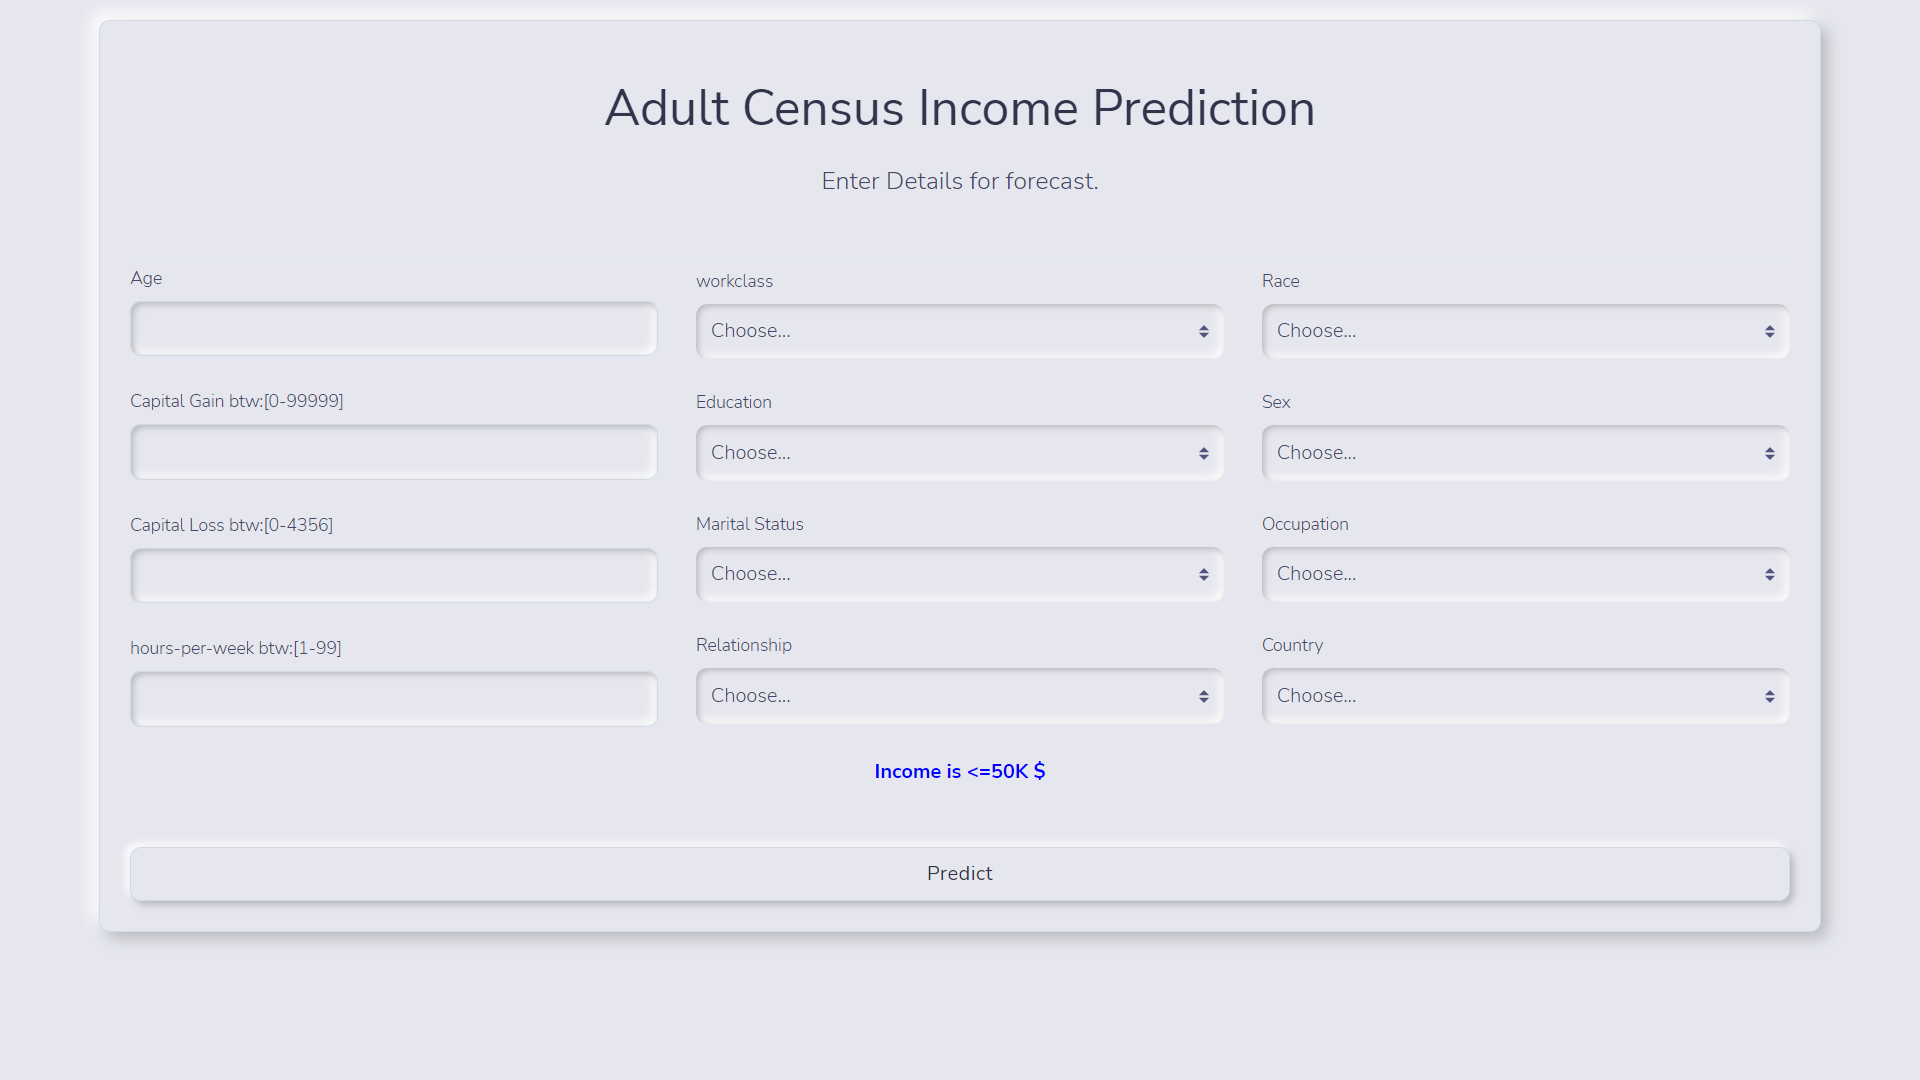 Adult Census Income Prediction
Enter Details for forecast.
Age
workclass
Race
Choose...
Choose...
Capital Gain btw:[0-99999]
Education
Sex
Choose...
Choose...
Capital Loss btw:[0-4356]
Marital Status
Occupation
Choose...
Choose...
hours-per-week btw:[1-99]
Relationship
Country
Choose...
Choose...
Income is <=50K $
Predict